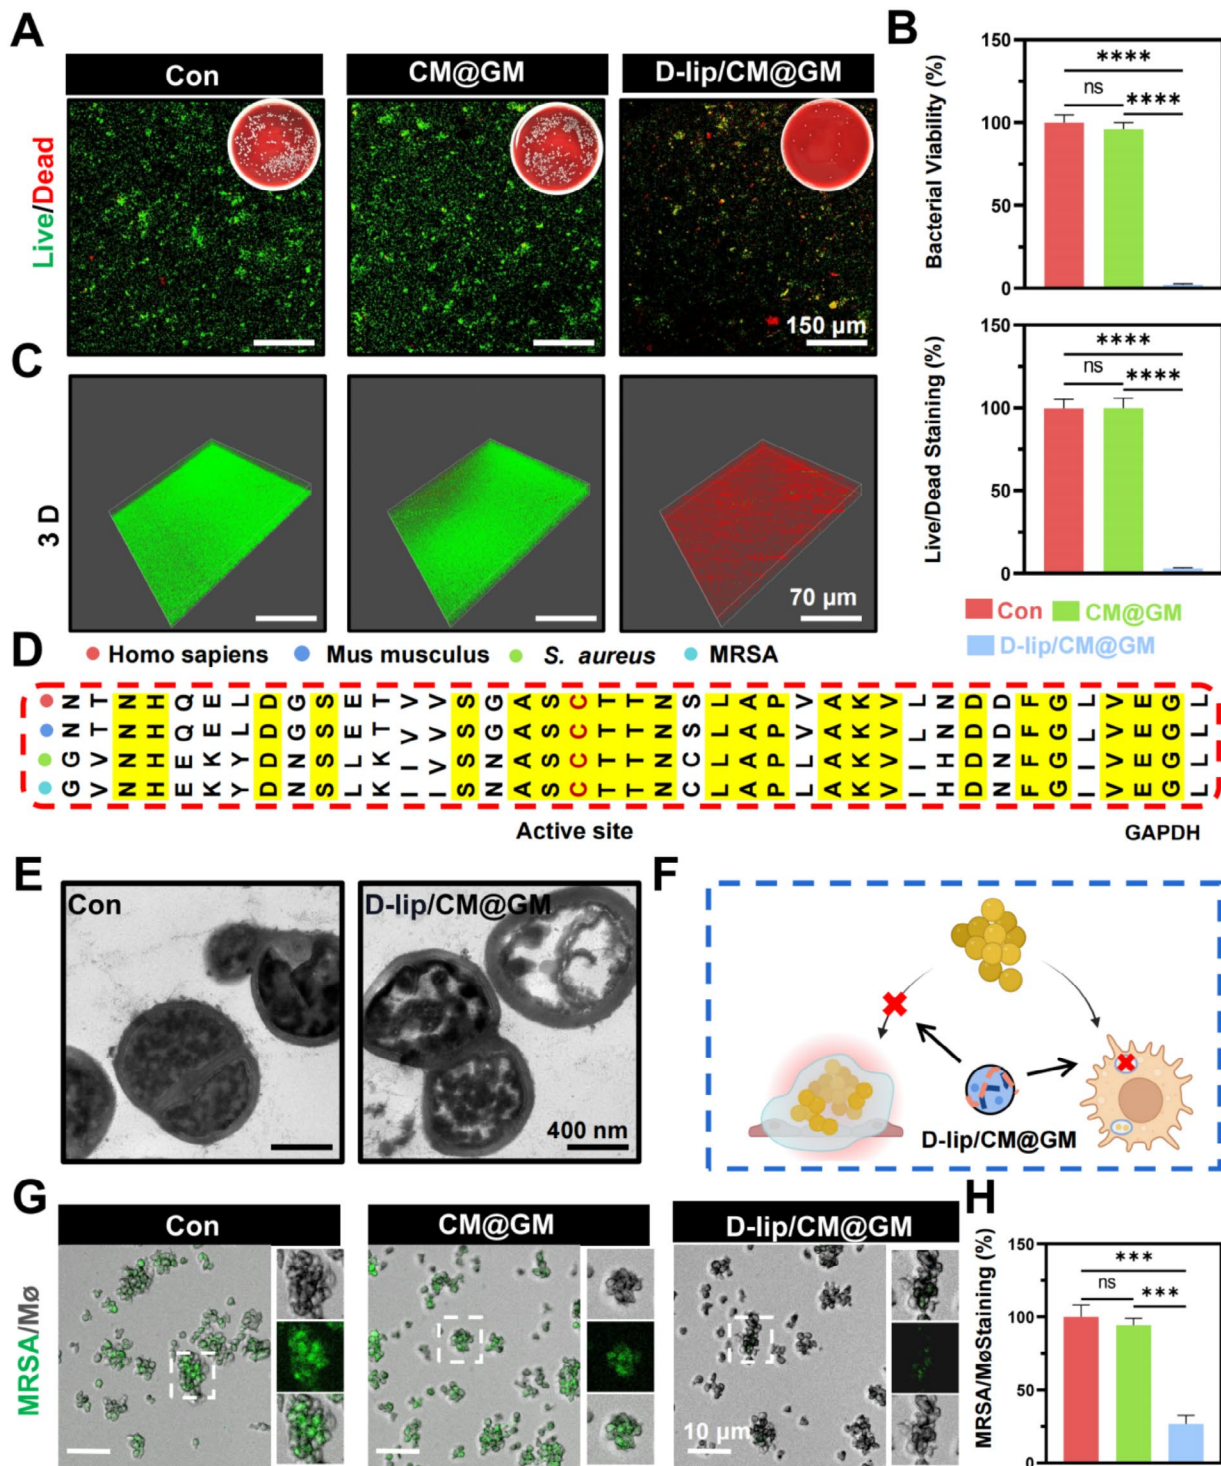 A
Con
CM@GM
D-lip/CM@GM
Live/Dead
150 µm
B
Bacterial Viability (%)
150
100
50
0
****
ns
****
Live/Dead Staining (%)
150
100
50
0
****
ns
****
Con
CM@GM
D-lip/CM@GM
C
3 D
70 µm
D
Homo sapiens
Mus musculus
S. aureus
MRSA
N T N H Q E L D G S E T V V S G A S C T T N S L A P V A K V L N D D F G L V E G L
N T N H Q E L D G S E T V V S G A S C T T N S L A P V A K V L N D D F G L V E G L
G V N H E K Y D N S L K I V S N A S C T T N C L A P L A K V I H D N F G I V E G L
G V N H E K Y D N S L K I I S N A S C T T N C L A P L A K V I H D N F G I V E G L
Active site
GAPDH
E
Con
D-lip/CM@GM
400 nm
F
D-lip/CM@GM
G
Con
CM@GM
D-lip/CM@GM
MRSA/Mø
10 µm
H
MRSA/MøStaining (%)
150
100
50
0
***
ns
***